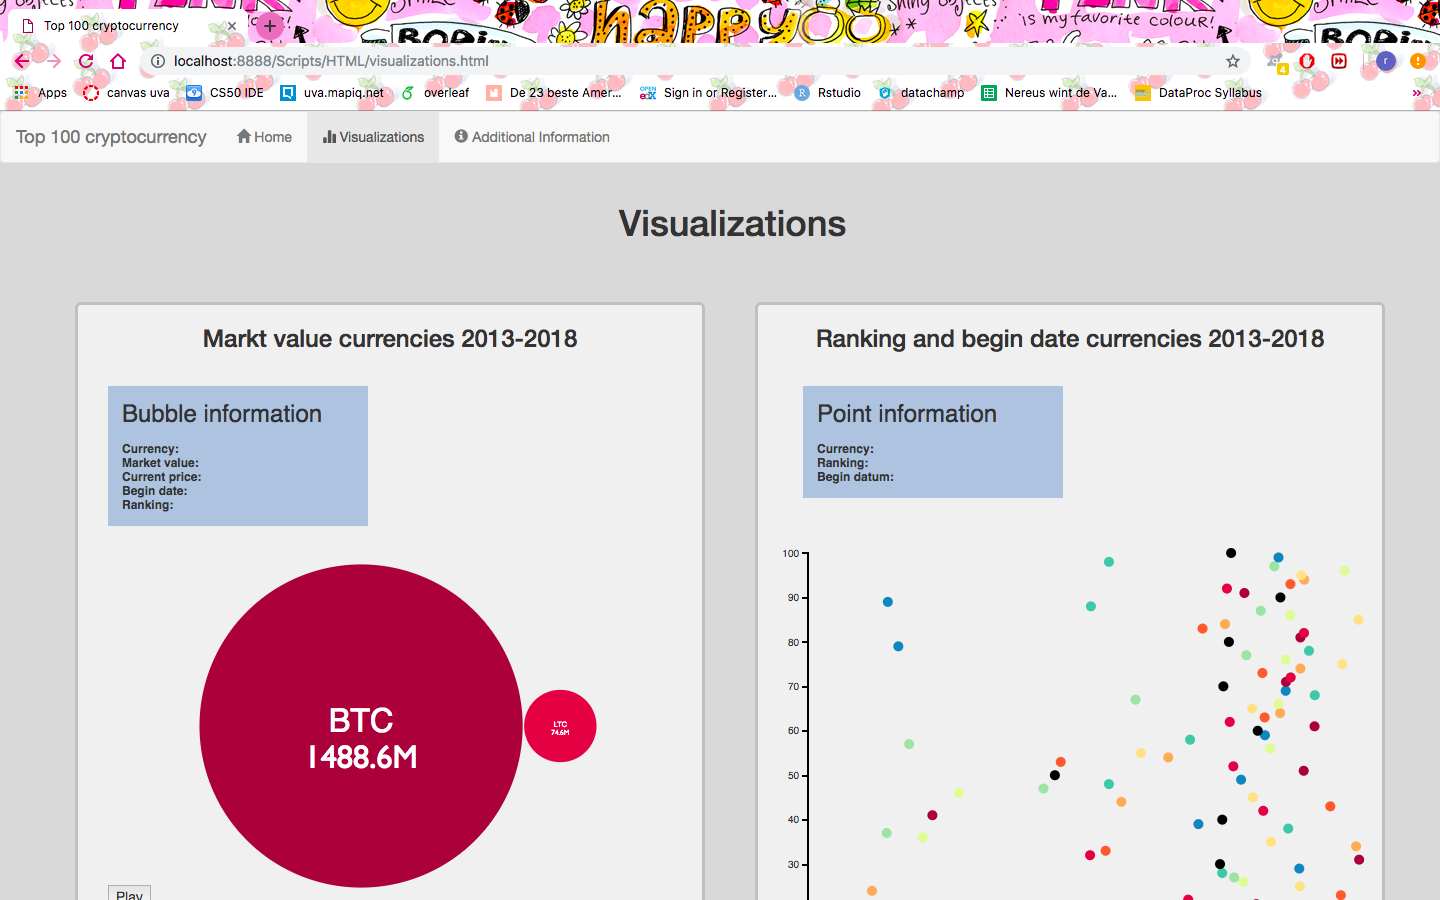 Top 100 cryptocurrency
happy
is my favorite colour!
localhost:8888/Scripts/HTML/visualizations.html
4
r
Apps canvas uva CS50 IDE uva.mapiq.net overleaf De 23 beste Amer... Sign in or Register... Rstudio datachamp Nereus wint de Va... DataProc Syllabus
Top 100 cryptocurrency Home Visualizations Additional Information
Visualizations
Markt value currencies 2013-2018
Bubble information
Currency:
Market value:
Current price:
Begin date:
Ranking:
BTC
1488.6M
LTC
74.6M
Play
Ranking and begin date currencies 2013-2018
Point information
Currency:
Ranking:
Begin datum:
100
90
80
70
60
50
40
30